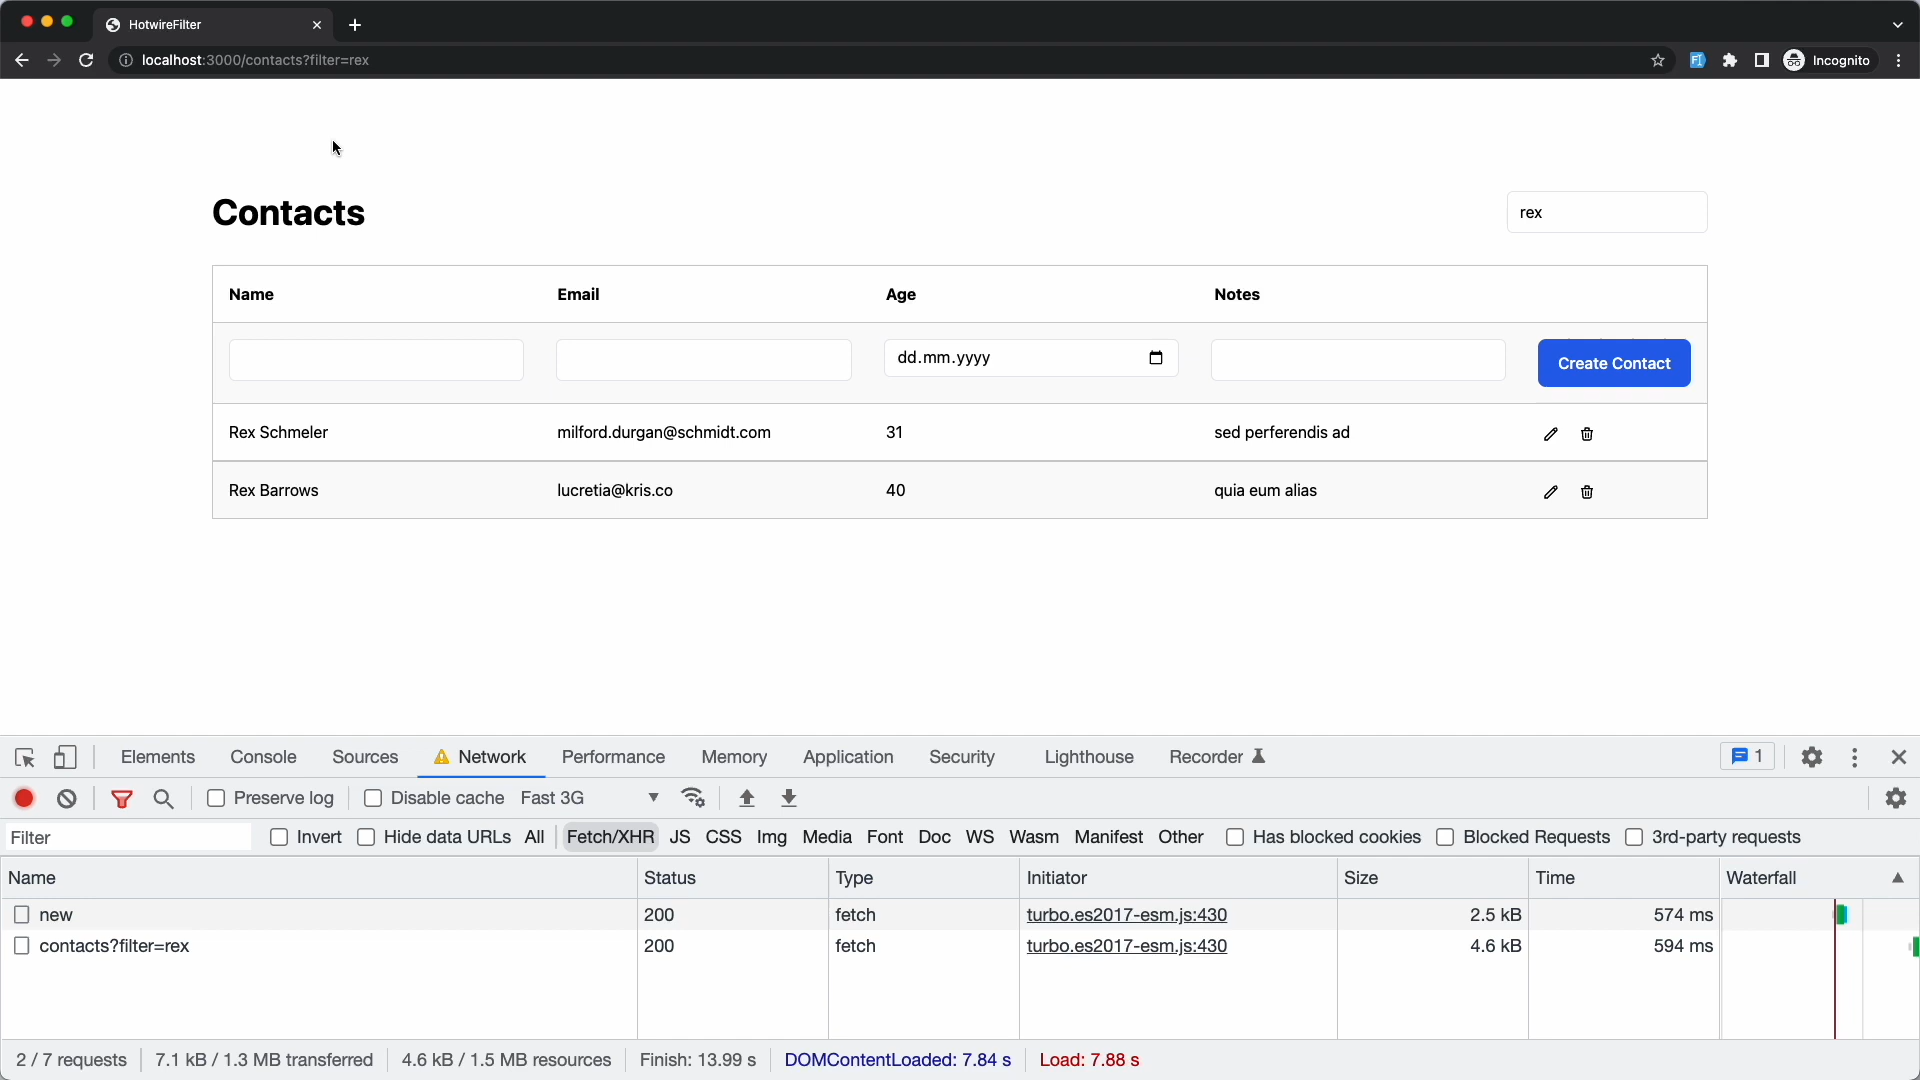 HotwireFilter
localhost:3000/contacts?filter=rex
Incognito
Contacts
rex
Name Email Age Notes
dd.mm.yyyy
Create Contact
Rex Schmeler milford.durgan@schmidt.com 31 sed perferendis ad
Rex Barrows lucretia@kris.co 40 quia eum alias
Elements Console Sources Network Performance Memory Application Security Lighthouse Recorder 1
Preserve log Disable cache Fast 3G
Filter Invert Hide data URLs All Fetch/XHR JS CSS Img Media Font Doc WS Wasm Manifest Other Has blocked cookies Blocked Requests 3rd-party requests
Name Status Type Initiator Size Time Waterfall
new 200 fetch turbo.es2017-esm.js:430 2.5 kB 574 ms
contacts?filter=rex 200 fetch turbo.es2017-esm.js:430 4.6 kB 594 ms
2 / 7 requests 7.1 kB / 1.3 MB transferred 4.6 kB / 1.5 MB resources Finish: 13.99 s DOMContentLoaded: 7.84 s Load: 7.88 s